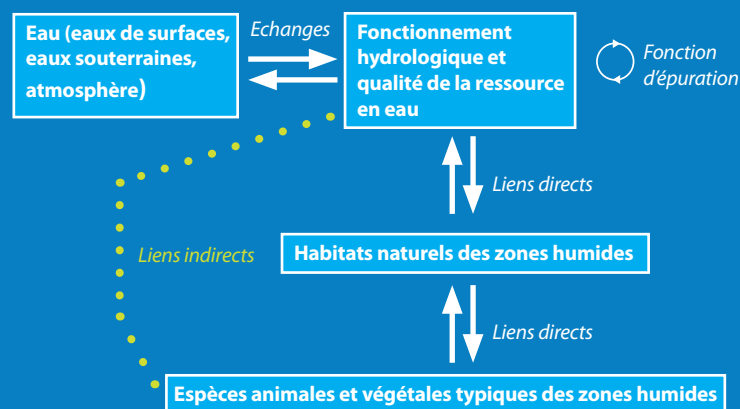 Eau (eaux de surfaces,
eaux souterraines,
atmosphère)
Echanges
Fonctionnement
hydrologique et
qualité de la ressource
en eau
Fonction
d'épuration
Liens directs
Liens indirects
Habitats naturels des zones humides
Liens directs
Espèces animales et végétales typiques des zones humides